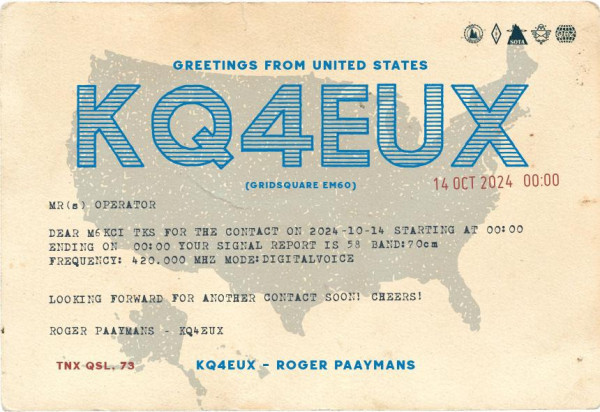 SOTA
GREETINGS FROM UNITED STATES
KQ4EUX
(GRIDSQUARE EM60)
14 OCT 2024 00:00
MR(s) OPERATOR
DEAR M6KCI TKS FOR THE CONTACT ON 2024-10-14 STARTING AT 00:00
ENDING ON 00:00 YOUR SIGNAL REPORT IS 58 BAND:70cm
FREQUENCY: 420.000 MHZ MODE:DIGITALVOICE
LOOKING FORWARD FOR ANOTHER CONTACT SOON! CHEERS!
ROGER PAAYMANS - KQ4EUX
TNX QSL. 73
KQ4EUX - ROGER PAAYMANS